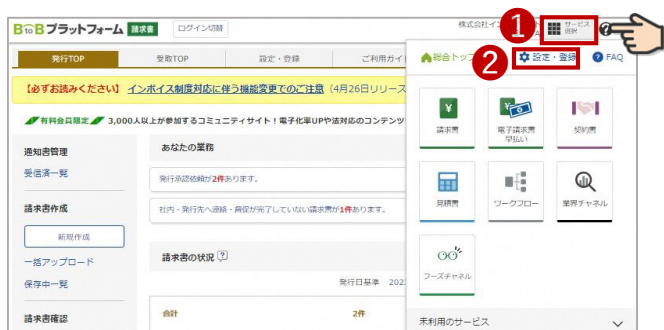 BtoBプラットフォーム 請求書
ログイン切替
株式会社イン
1
サービス選択
?
発行TOP
受取TOP
設定・登録
ご利用ガイ
総合トップ
2
設定・登録
? FAQ
【必ずお読みください】 インボイス制度対応に伴う機能変更でのご注意 (4月26日リリース
有料会員限定 3,000人以上が参加するコミュニティサイト!電子化率UPや法対応のコンテンツ
通知書管理
受信済一覧
請求書作成
新規作成
一括アップロード
保存中一覧
請求書確認
あなたの業務
発行承認依頼が2件あります。
社内・発行先へ連絡・催促が完了していない請求書が1件あります。
請求書の状況 ?
発行日基準 202
合計
2件
請求書
電子請求書
早払い
契約書
見積書
ワークフロー
業界チャネル
フーズチャネル
未利用のサービス